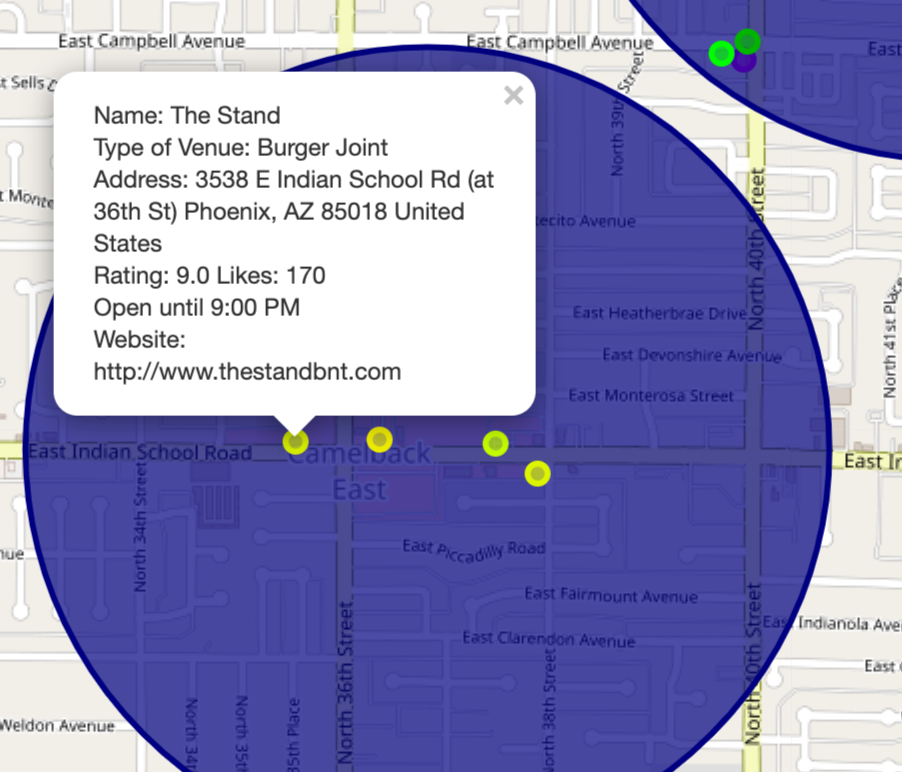 East Campbell Avenue
East Campbell Avenue
East
t Sells
North 39th Street
Name: The Stand
Type of Venue: Burger Joint
Address: 3538 E Indian School Rd (at
36th St) Phoenix, AZ 85018 United
States
Rating: 9.0 Likes: 170
Open until 9:00 PM
Website:
http://www.thestandbnt.com
×
t Monte
tecito Avenue
North 40th Street
North 41st Place
East Heatherbrae Drive
East Devonshire Avenue
East Monterosa Street
East Indian School Road
Camelback
East
East In
North 34th Street
nue
East Piccadilly Road
East Fairmount Avenue
East Indianola Ave
East Clarendon Avenue
East
North 36th Street
North 38th Street
North 40th Street
Weldon Avenue
North 34t
North 35t
35th Place